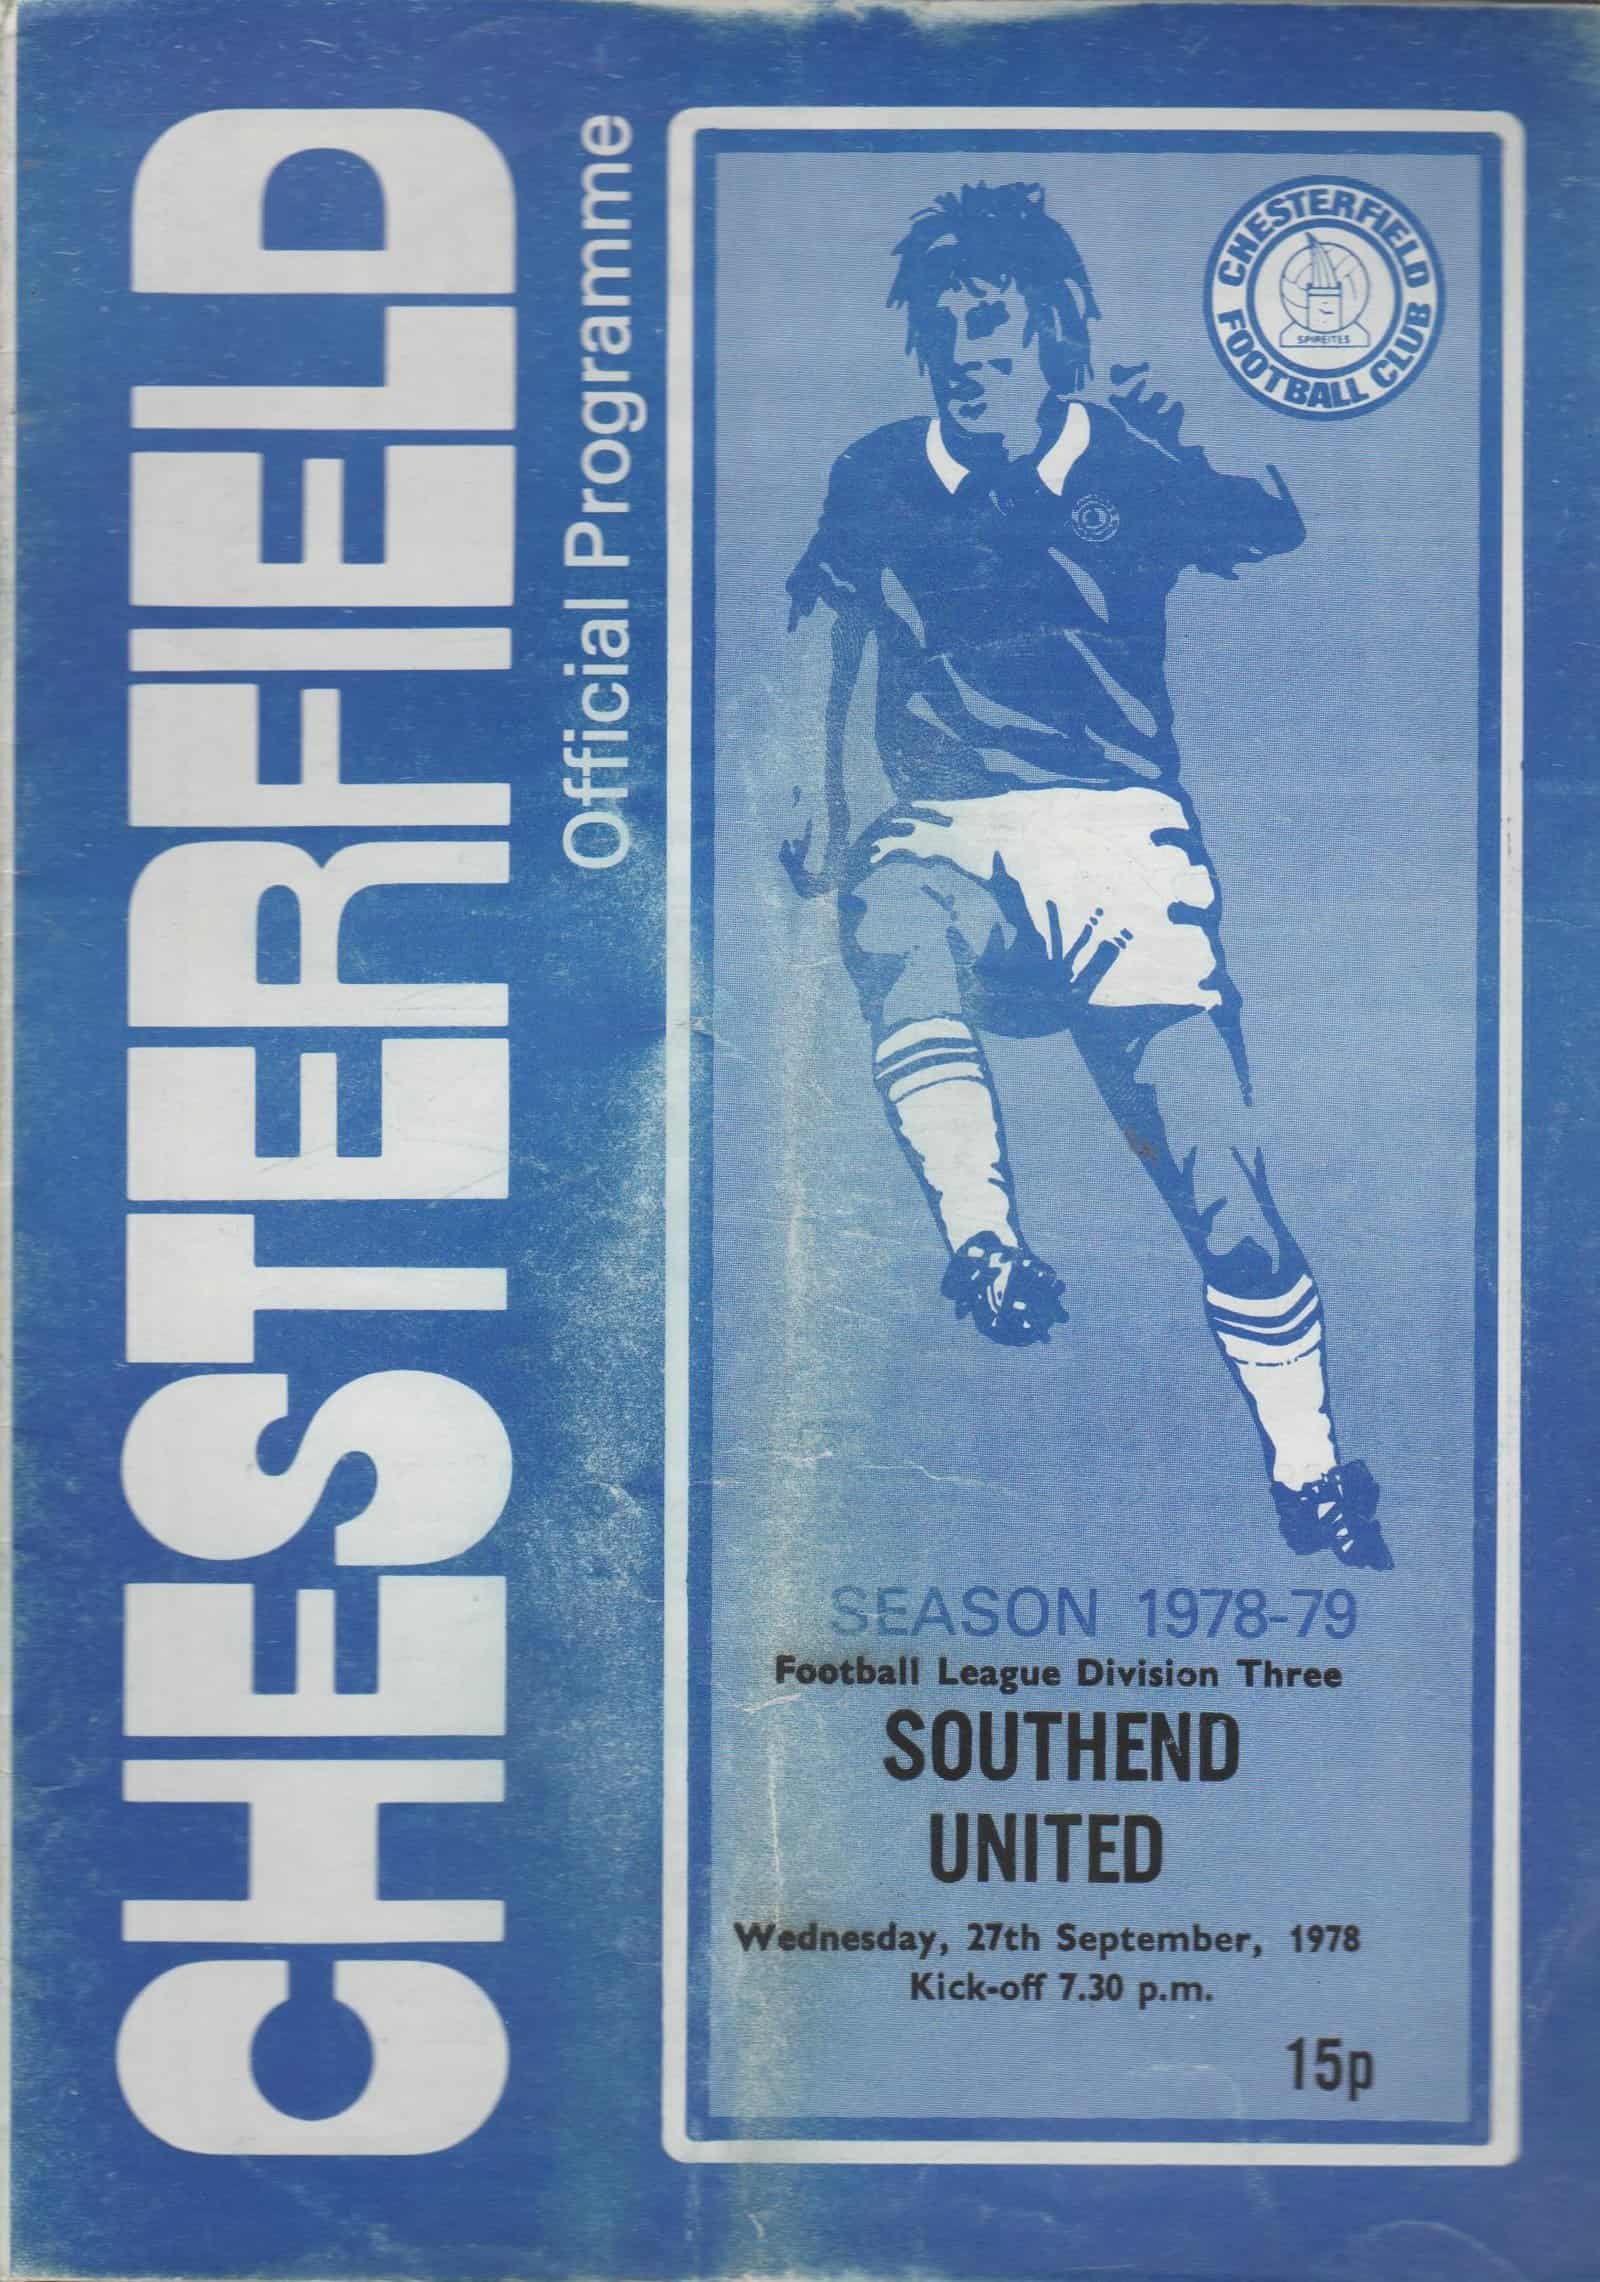 CHESTERFIELD
Official Programme
CHESTERFIELD
FOOTBALL CLUB
SPIREITES
SEASON 1978-79
Football League Division Three
SOUTHEND
UNITED
Wednesday, 27th September, 1978
Kick-off 7.30 p.m.
15p